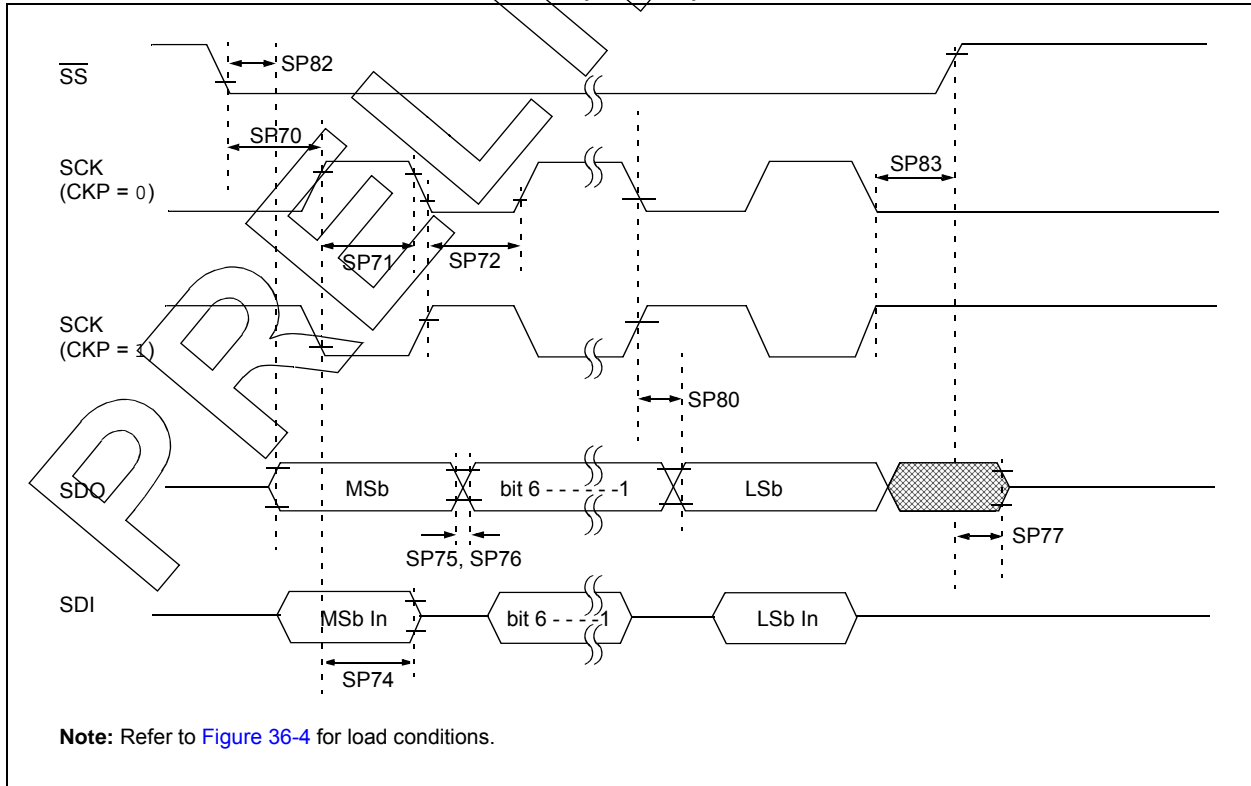 SS
SP82
SP70
SCK
(CKP = 0)
SP83
SP71
SP72
SCK
(CKP = 1)
SP80
SDO
MSb
bit 6 - - - - - -1
LSb
SP77
SP75, SP76
SDI
MSb In
bit 6 - - - -1
LSb In
SP74
Note: Refer to Figure 36-4 for load conditions.
PREL